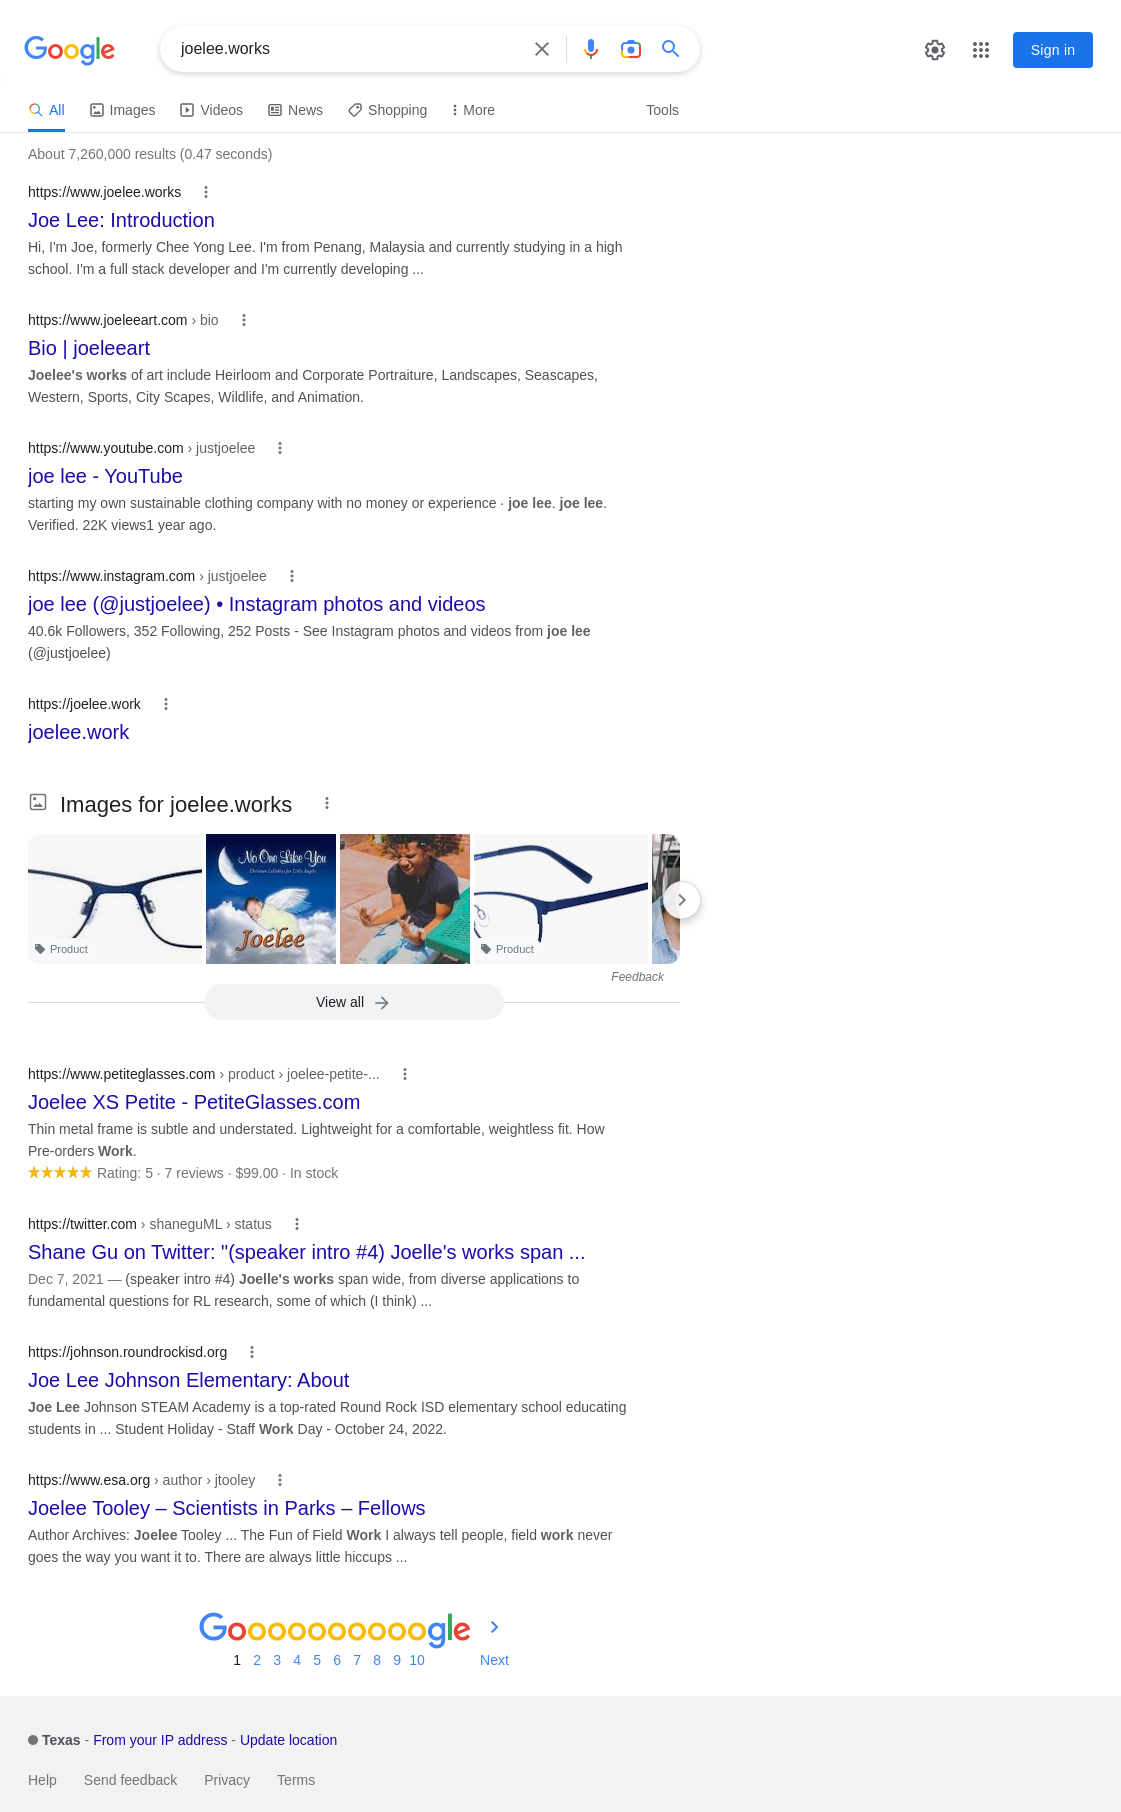 Google
joelee.works
Sign in
All Images Videos News Shopping More Tools
About 7,260,000 results (0.47 seconds)
https://www.joelee.works
Joe Lee: Introduction
Hi, I'm Joe, formerly Chee Yong Lee. I'm from Penang, Malaysia and currently studying in a high
school. I'm a full stack developer and I'm currently developing ...
https://www.joeleeart.com › bio
Bio | joeleeart
Joelee's works of art include Heirloom and Corporate Portraiture, Landscapes, Seascapes,
Western, Sports, City Scapes, Wildlife, and Animation.
https://www.youtube.com › justjoelee
joe lee - YouTube
starting my own sustainable clothing company with no money or experience · joe lee. joe lee.
Verified. 22K views1 year ago.
https://www.instagram.com › justjoelee
joe lee (@justjoelee) • Instagram photos and videos
40.6k Followers, 352 Following, 252 Posts - See Instagram photos and videos from joe lee
(@justjoelee)
https://joelee.work
joelee.work
Images for joelee.works
No One Like You
Christian Lullabies for Little Angels
Joelee
Product
Product
Feedback
View all
https://www.petiteglasses.com › product › joelee-petite-...
Joelee XS Petite - PetiteGlasses.com
Thin metal frame is subtle and understated. Lightweight for a comfortable, weightless fit. How
Pre-orders Work.
Rating: 5 · 7 reviews · $99.00 · In stock
https://twitter.com › shaneguML › status
Shane Gu on Twitter: "(speaker intro #4) Joelle's works span ...
Dec 7, 2021 — (speaker intro #4) Joelle's works span wide, from diverse applications to
fundamental questions for RL research, some of which (I think) ...
https://johnson.roundrockisd.org
Joe Lee Johnson Elementary: About
Joe Lee Johnson STEAM Academy is a top-rated Round Rock ISD elementary school educating
students in ... Student Holiday - Staff Work Day - October 24, 2022.
https://www.esa.org › author › jtooley
Joelee Tooley – Scientists in Parks – Fellows
Author Archives: Joelee Tooley ... The Fun of Field Work I always tell people, field work never
goes the way you want it to. There are always little hiccups ...
Goooooooooogle
1 2 3 4 5 6 7 8 9 10 Next
Texas - From your IP address - Update location
Help Send feedback Privacy Terms